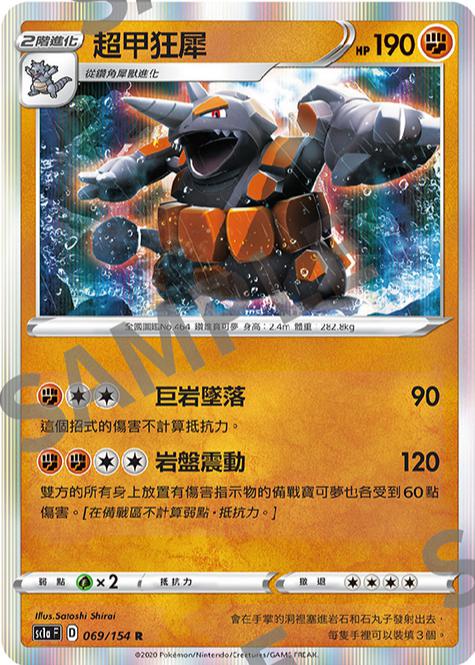 2階進化
超甲狂犀
HP 190
從鑽角犀獸進化
全國圖鑑No.464 鑽錐寶可夢 身高:2.4m 體重:282.8kg
巨岩墜落 90
這個招式的傷害不計算抵抗力。
岩盤震動 120
雙方的所有身上放置有傷害指示物的備戰寶可夢也各受到60點
傷害。[在備戰區不計算弱點・抵抗力。]
弱點 ×2 抵抗力 撤退
Illus.Satoshi Shirai
sc1a F D 069/154 R
會在手掌的洞裡塞進岩石和石丸子發射出去。
每隻手裡可以裝填3個。
©2020 Pokémon/Nintendo/Creatures/GAME FREAK.
SAMPLE